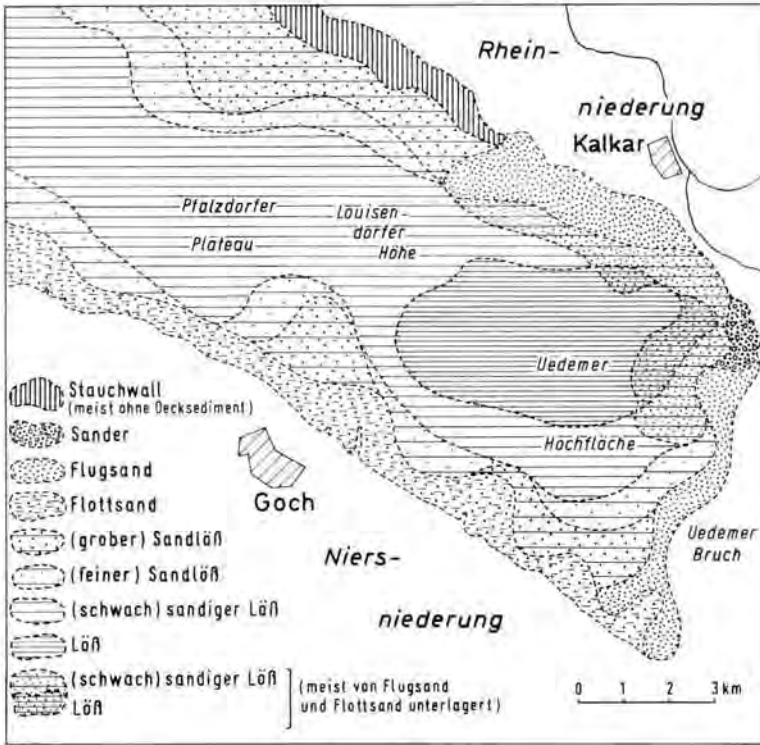 Rhein-
niederung
Kalkar
Pfalzdorfer
Plateau
Louisen-
dorfer
Höhe
Uedemer
Hochfläche
Uedemer
Bruch
Goch
Niers-
niederung
Stauchwall
(meist ohne Decksediment)
Sander
Flugsand
Flottsand
(grober) Sandlöß
(feiner) Sandlöß
(schwach) sandiger Löß
Löß
(schwach) sandiger Löß
Löß
(meist von Flugsand
und Flottsand unterlagert)
0 1 2 3 km